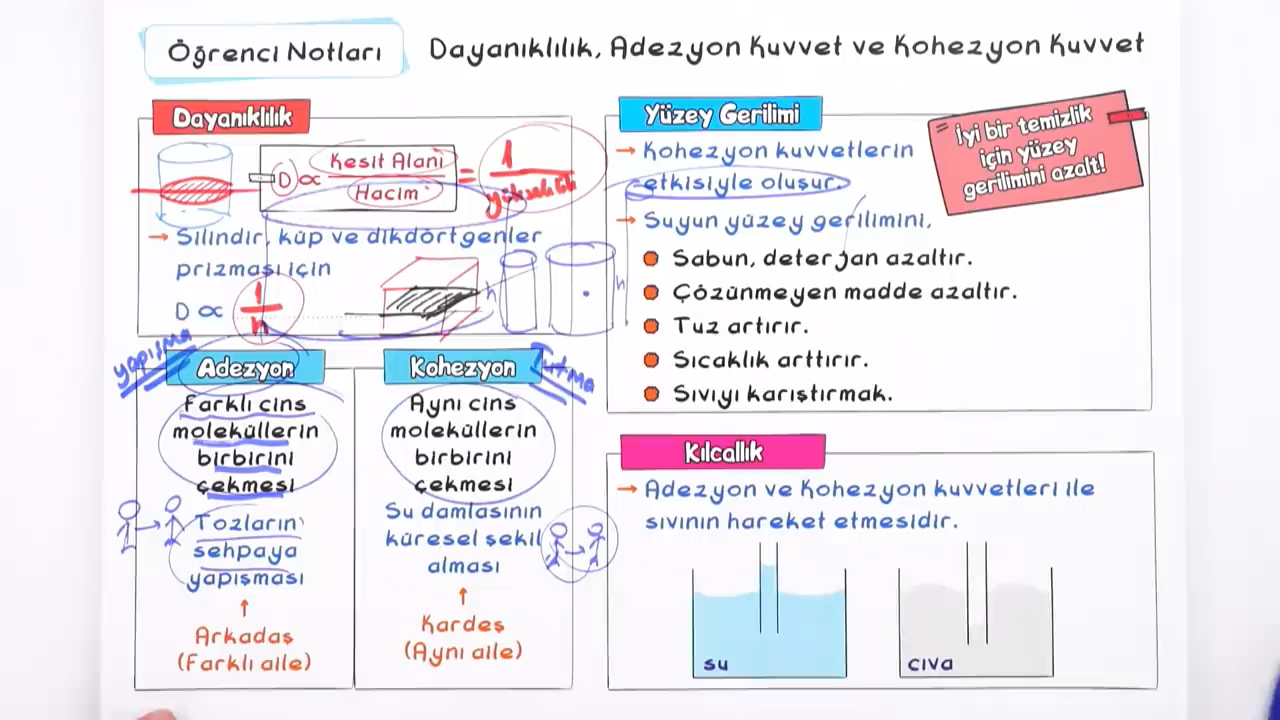 Öğrenci Notları
Dayanıklılık, Adezyon Kuvvet ve Kohezyon Kuvvet
Dayanıklılık
D ∝ Kesit Alanı / Hacim = 1 / yükseklik
→ Silindir, küp ve dikdörtgenler
prizması için
D ∝ 1 / h
h
h
yapışma
Adezyon
Farklı cins
moleküllerin
birbirini
çekmesi
Tozların
sehpaya
yapışması
↑
Arkadaş
(Farklı aile)
Kohezyon
Tutma
Aynı cins
moleküllerin
birbirini
çekmesi
Su damlasının
küresel şekil
alması
↑
Kardeş
(Aynı aile)
Yüzey Gerilimi
→ Kohezyon kuvvetlerin
etkisiyle oluşur.
→ Suyun yüzey gerilimini,
Sabun, deterjan azaltır.
Çözünmeyen madde azaltır.
Tuz artırır.
Sıcaklık arttırır.
Sıvıyı karıştırmak.
İyi bir temizlik
için yüzey
gerilimini azalt!
Kılcallık
→ Adezyon ve Kohezyon kuvvetleri ile
sıvının hareket etmesidir.
su
cıva